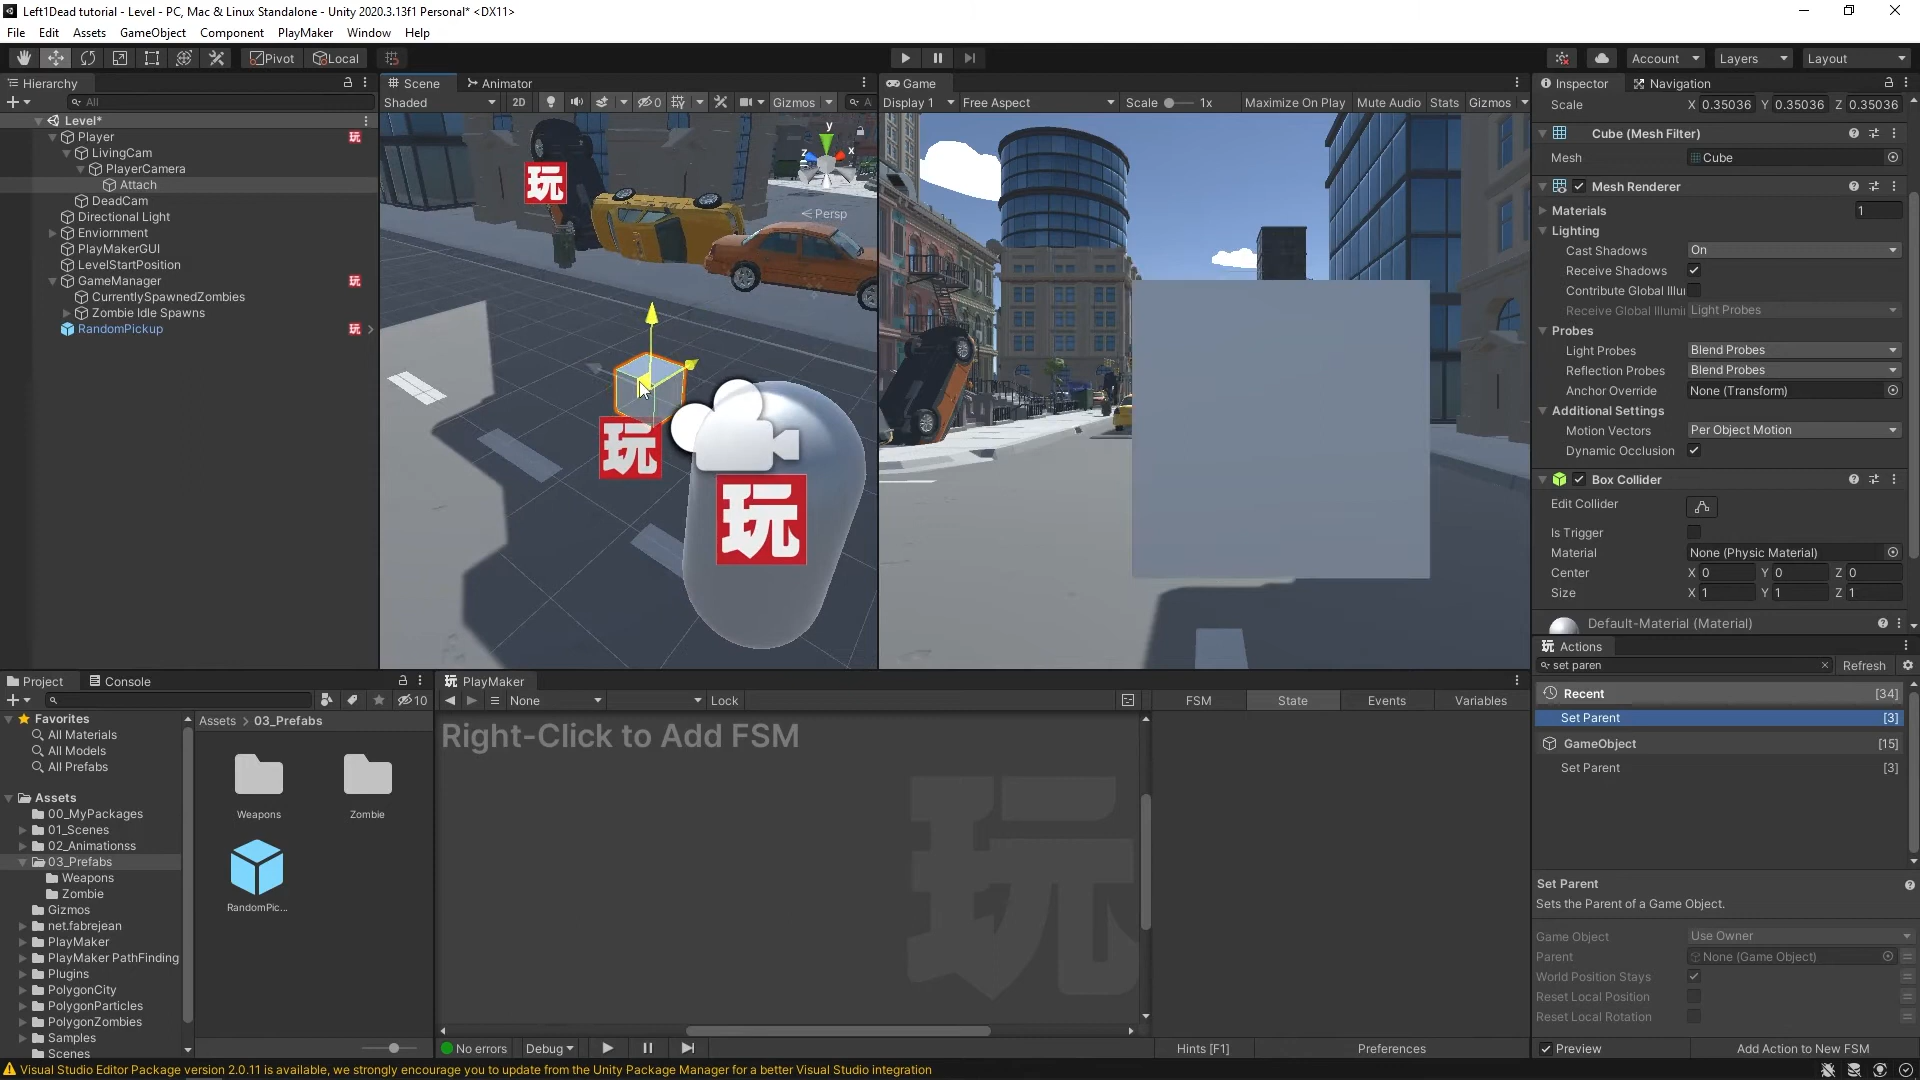 Left1Dead tutorial - Level - PC, Mac & Linux Standalone - Unity 2020.3.13f1 Personal* <DX11>
File Edit Assets GameObject Component PlayMaker Window Help
Pivot Local Account Layers Layout
Hierarchy
All
Level*
Player 玩
LivingCam
PlayerCamera
Attach
DeadCam
Directional Light
Enviornment
PlayMakerGUI
LevelStartPosition
GameManager 玩
CurrentlySpawnedZombies
Zombie Idle Spawns
RandomPickup 玩
Scene Animator
Shaded 2D 0 Gizmos A
y
z x
< Persp
玩
玩
玩
Game
Display 1 Free Aspect Scale 1x Maximize On Play Mute Audio Stats Gizmos
Inspector Navigation
Scale X 0.35036 Y 0.35036 Z 0.35036
Cube (Mesh Filter)
Mesh Cube
Mesh Renderer
Materials 1
Lighting
Cast Shadows On
Receive Shadows
Contribute Global Illu
Receive Global Illumi Light Probes
Probes
Light Probes Blend Probes
Reflection Probes Blend Probes
Anchor Override None (Transform)
Additional Settings
Motion Vectors Per Object Motion
Dynamic Occlusion
Box Collider
Edit Collider
Is Trigger
Material None (Physic Material)
Center X 0 Y 0 Z 0
Size X 1 Y 1 Z 1
Default-Material (Material)
Actions
set paren Refresh
Recent [34]
Set Parent [3]
GameObject [15]
Set Parent [3]
Set Parent
Sets the Parent of a Game Object.
Game Object Use Owner
Parent None (Game Object)
World Position Stays
Reset Local Position
Reset Local Rotation
Preview Add Action to New FSM
Project Console
10
Favorites
All Materials
All Models
All Prefabs
Assets
00_MyPackages
01_Scenes
02_Animationss
03_Prefabs
Weapons
Zombie
Gizmos
net.fabrejean
PlayMaker
PlayMaker PathFinding
Plugins
PolygonCity
PolygonParticles
PolygonZombies
Samples
Scenes
Assets > 03_Prefabs
Weapons Zombie
RandomPic...
PlayMaker
None Lock FSM State Events Variables
Right-Click to Add FSM
玩
No errors Debug Hints [F1] Preferences
Visual Studio Editor Package version 2.0.11 is available, we strongly encourage you to update from the Unity Package Manager for a better Visual Studio integration